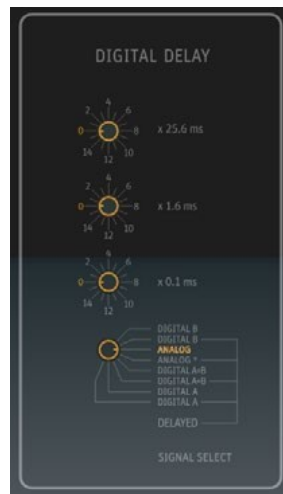 DIGITAL DELAY
4
2 6
0 8
14 10
12
x 25.6 ms
4
2 6
0 8
14 10
12
x 1.6 ms
4
2 6
0 8
14 10
12
x 0.1 ms
DIGITAL B
DIGITAL B
ANALOG
ANALOG
DIGITAL A+B
DIGITAL A+B
DIGITAL A
DIGITAL A
DELAYED
SIGNAL SELECT